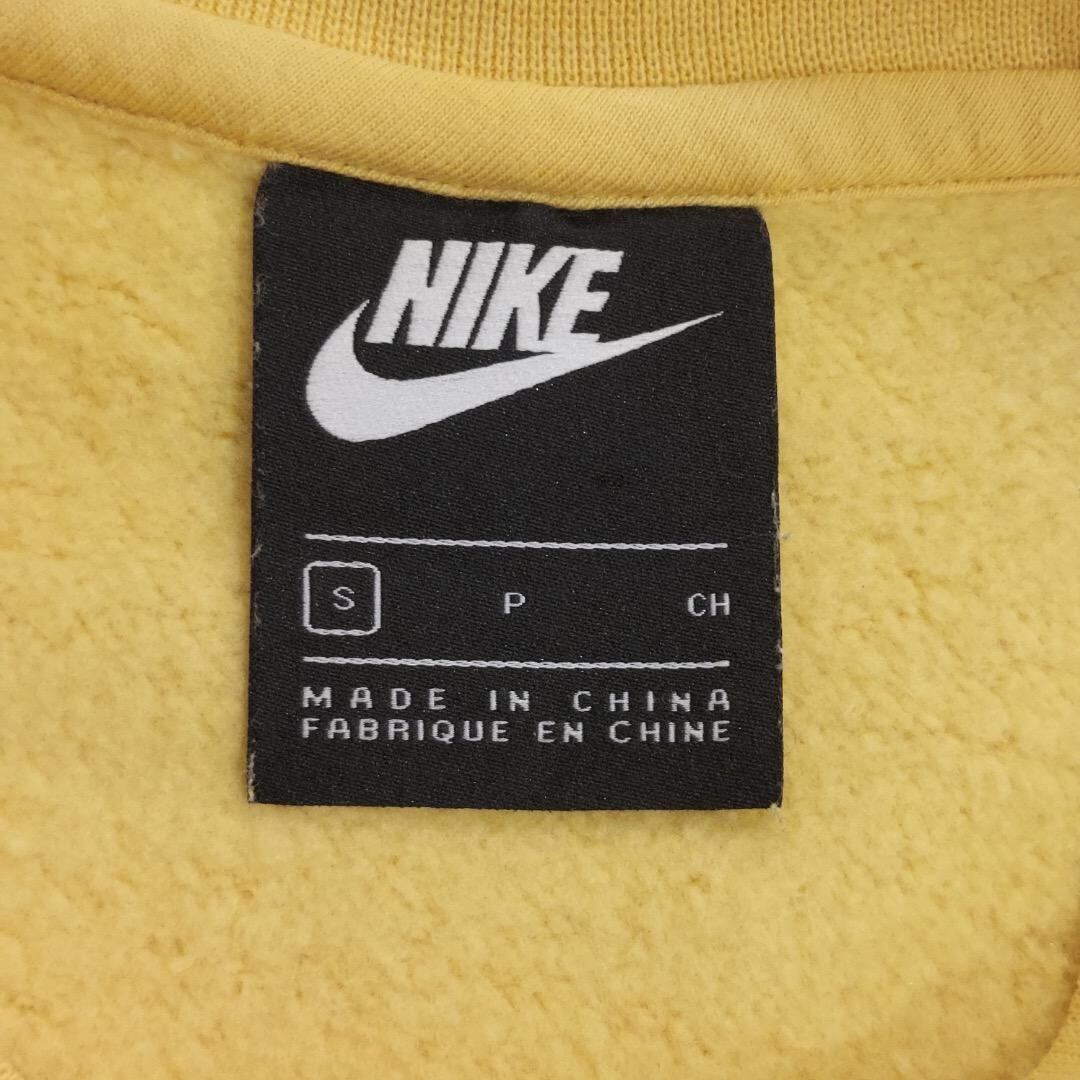 NIKE
S P CH
MADE IN CHINA
FABRIQUE EN CHINE